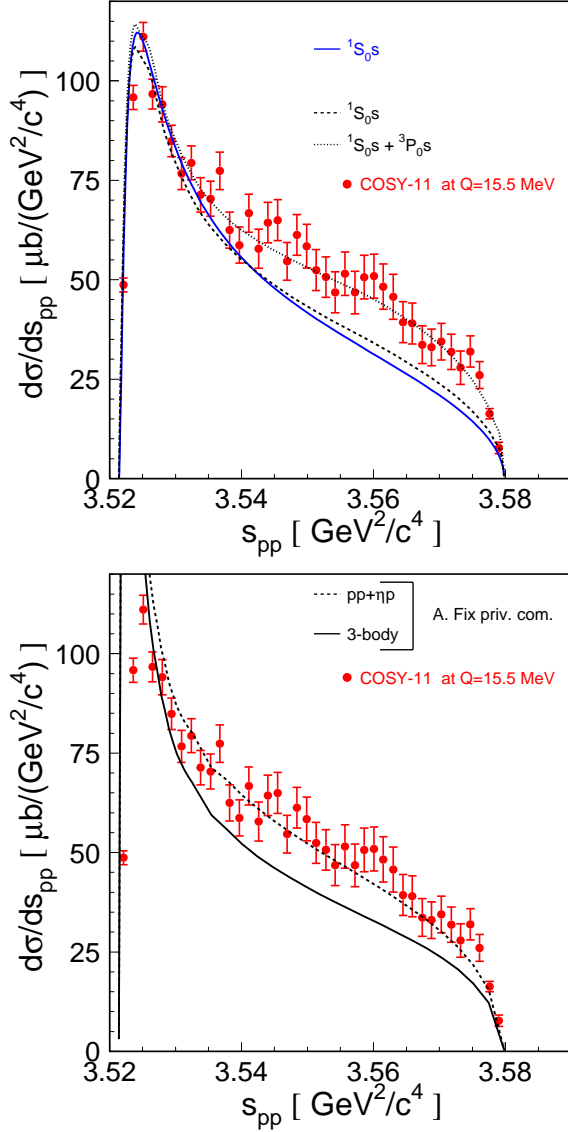 dσ/ds_pp [ μb/(GeV²/c⁴) ]
100
75
50
25
0
¹S₀s
¹S₀s
¹S₀s + ³P₀s
COSY-11 at Q=15.5 MeV
3.52 3.54 3.56 3.58
s_pp [ GeV²/c⁴ ]
dσ/ds_pp [ μb/(GeV²/c⁴) ]
100
75
50
25
0
pp+ηp
3-body
A. Fix priv. com.
COSY-11 at Q=15.5 MeV
3.52 3.54 3.56 3.58
s_pp [ GeV²/c⁴ ]